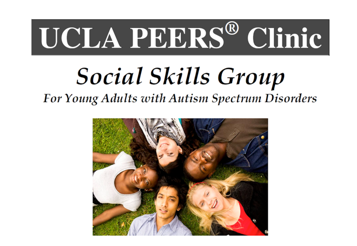 UCLA PEERS® Clinic
Social Skills Group
For Young Adults with Autism Spectrum Disorders